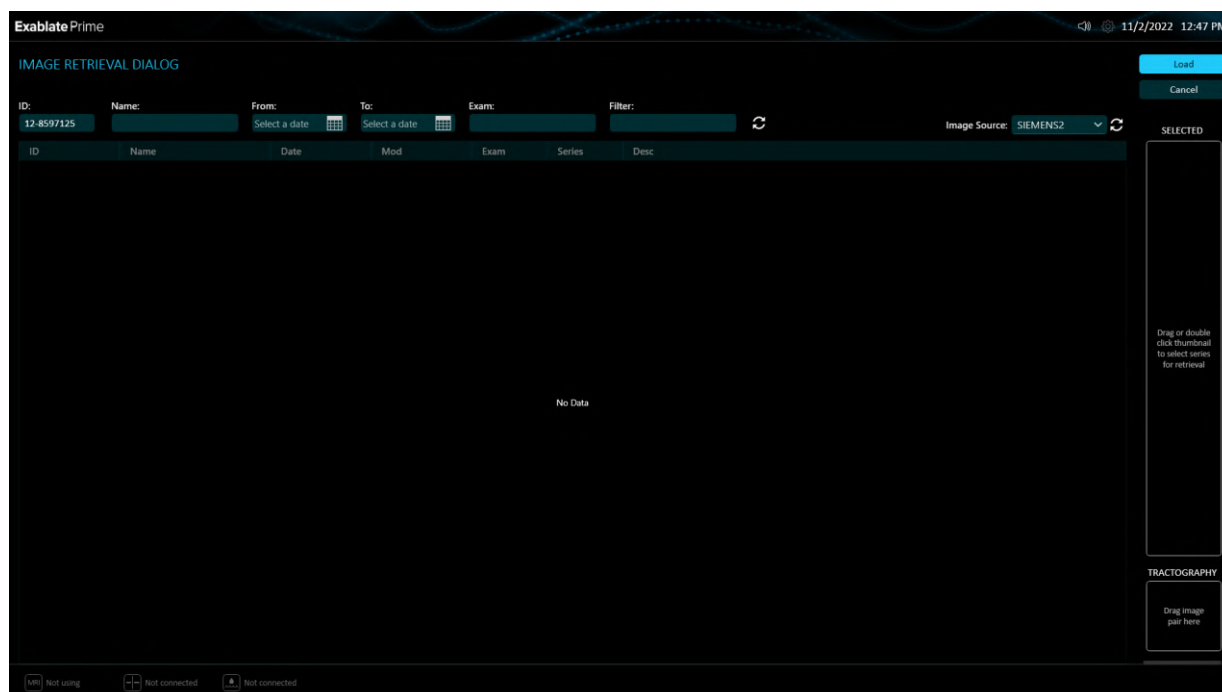 Exablate Prime
11/2/2022 12:47 PM
IMAGE RETRIEVAL DIALOG
Load
Cancel
ID: Name: From: To: Exam: Filter:
12-8597125 Select a date Select a date Image Source: SIEMENS2
SELECTED
ID Name Date Mod Exam Series Desc
Drag or double
click thumbnail
to select series
for retrieval
No Data
TRACTOGRAPHY
Drag image
pair here
MRI Not using Not connected Not connected